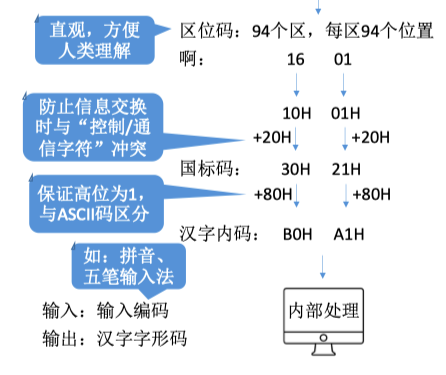 直观，方便
人类理解
区位码：94个区，每区94个位置
啊： 16 01
10H 01H
防止信息交换
时与“控制/通
信字符”冲突
+20H +20H
国标码： 30H 21H
保证高位为1，
与ASCII码区分
+80H +80H
汉字内码： B0H A1H
如：拼音、
五笔输入法
输入：输入编码
输出：汉字字形码
内部处理